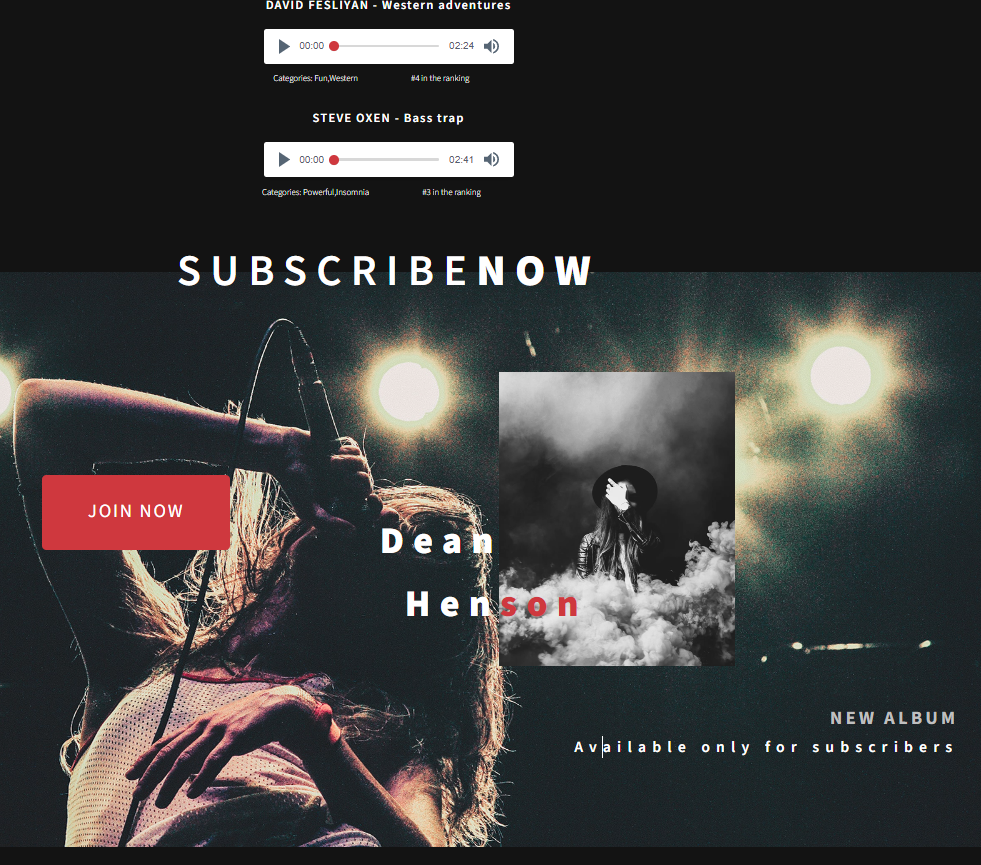 DAVID FESLIYAN - Western adventures
00:00 02:24
Categories: Fun,Western #4 in the ranking
STEVE OXEN - Bass trap
00:00 02:41
Categories: Powerful,Insomnia #3 in the ranking
SUBSCRIBENOW
JOIN NOW
Dean
Henson
NEW ALBUM
Available only for subscribers